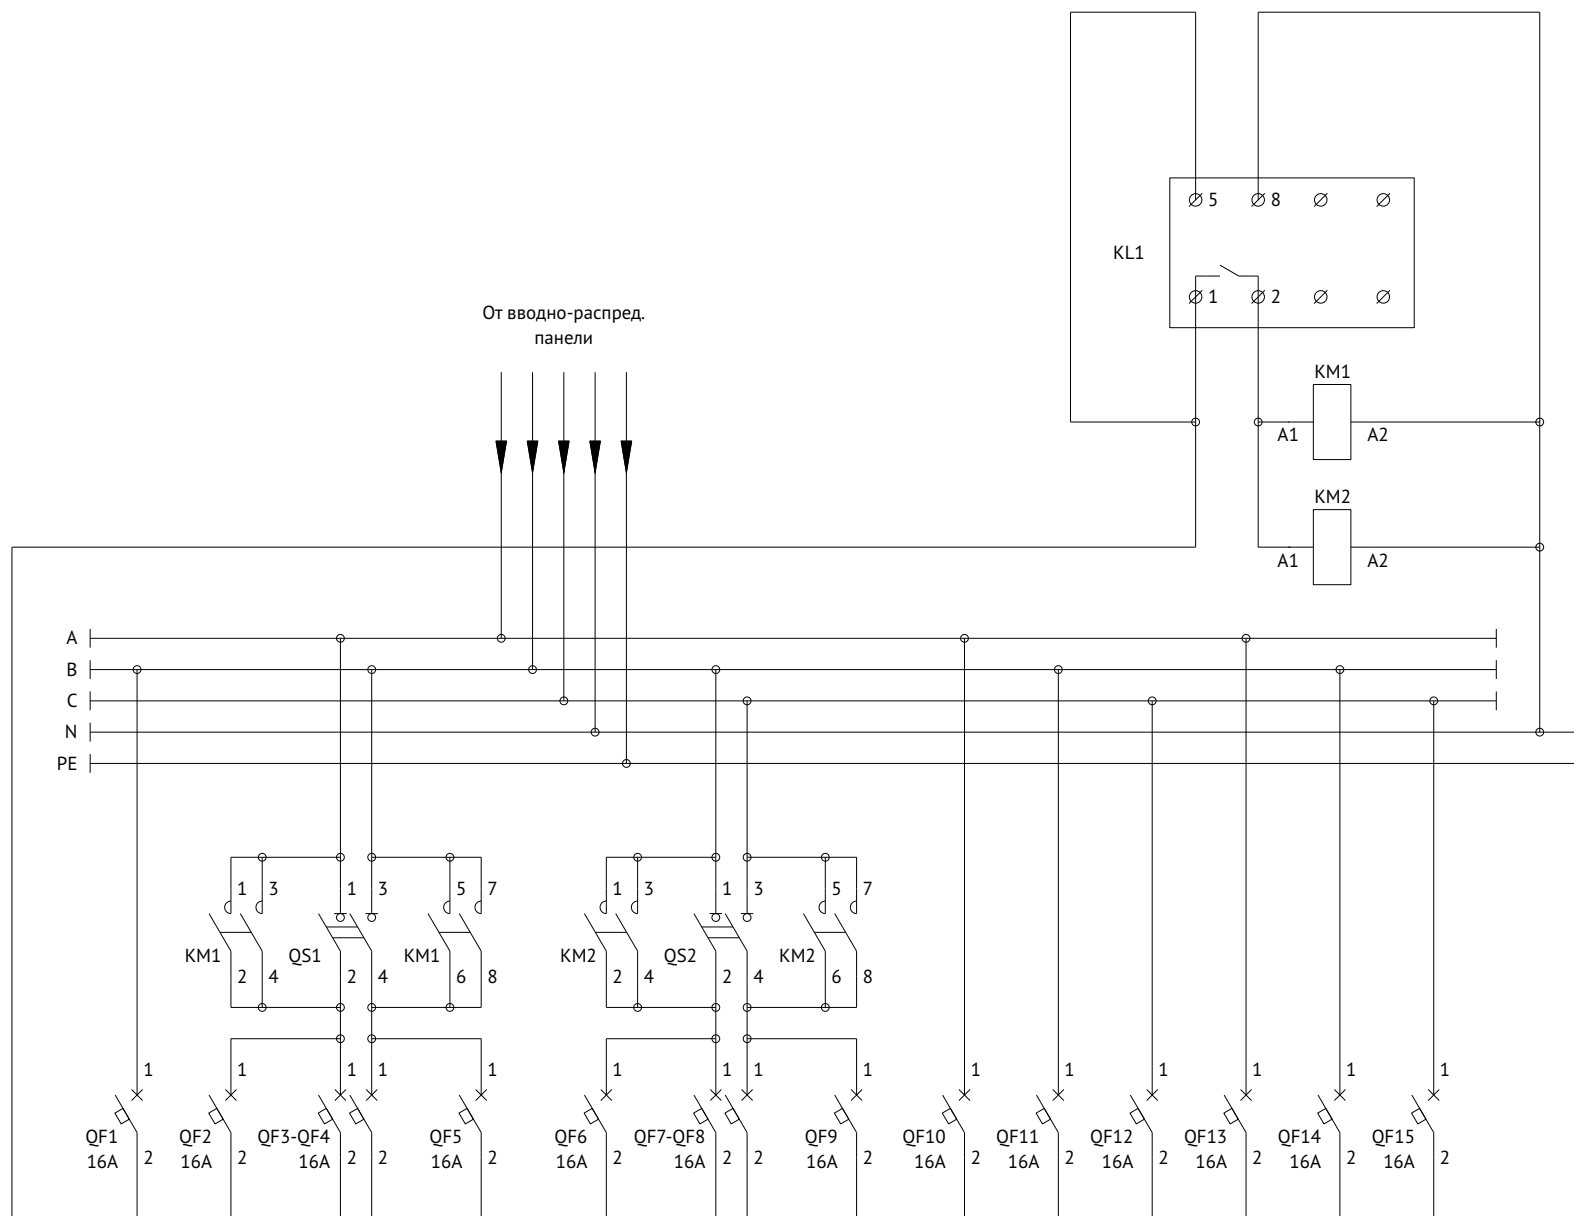 5 8
KL1
1 2
От вводно-распред.
панели
KM1
A1 A2
KM2
A1 A2
A
B
C
N
PE
1 3 1 3 5 7 1 3 1 3 5 7
KM1 QS1 KM1 KM2 QS2 KM2
2 4 2 4 6 8 2 4 2 4 6 8
1 1 1 1 1 1 1 1 1 1 1 1 1 1 1
QF1 QF2 QF3-QF4 QF5 QF6 QF7-QF8 QF9 QF10 QF11 QF12 QF13 QF14 QF15
16A 2 16A 2 16A 2 2 16A 2 16A 2 16A 2 2 16A 2 16A 2 16A 2 16A 2 16A 2 16A 2 16A 2